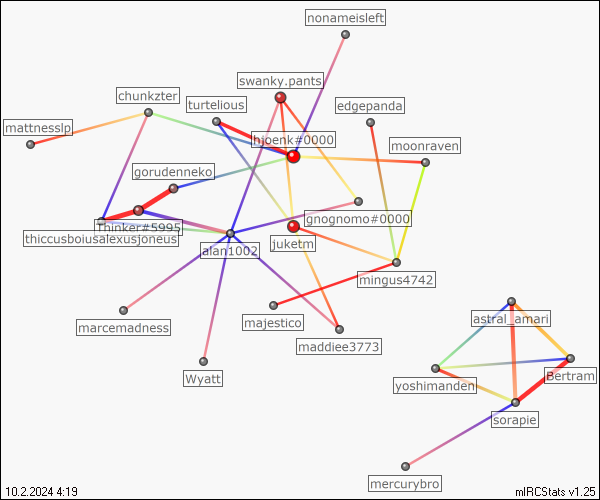 nonameisleft
swanky.pants
chunkzter
turtelious
edgepanda
mattnesslp
hjoenk#0000
moonraven
gorudenneko
gnognomo#0000
Thinker#5995
thiccusboiusalexusjoneus
alan1002
juketm
mingus4742
marcemadness
majestico
astral_amari
maddiee3773
Wyatt
yoshimanden
Bertram
sorapie
mercurybro
10.2.2024 4:19
mIRCStats v1.25